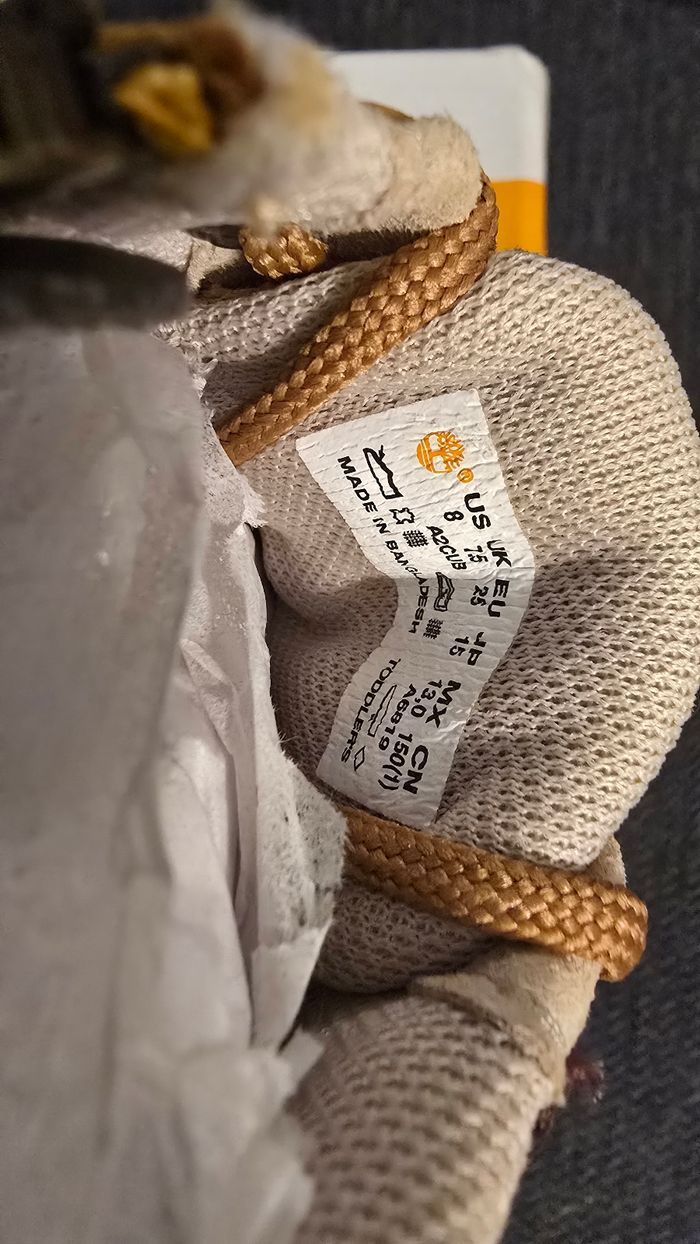 US UK EU JP MX CN
8 7.5 25 15 13.0 150(1)
A2CUB A6819
MADE IN BANGLADESH TODDLERS